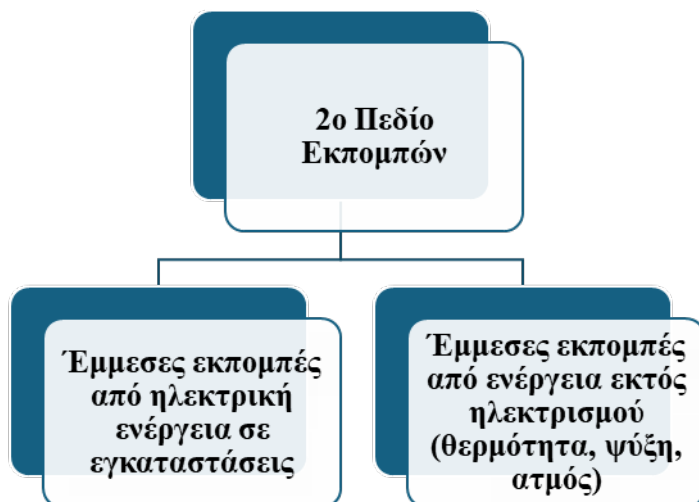 2ο Πεδίο
Εκπομπών
Έμμεσες εκπομπές
από ηλεκτρική
ενέργεια σε
εγκαταστάσεις
Έμμεσες εκπομπές
από ενέργεια εκτός
ηλεκτρισμού
(θερμότητα, ψύξη,
ατμός)